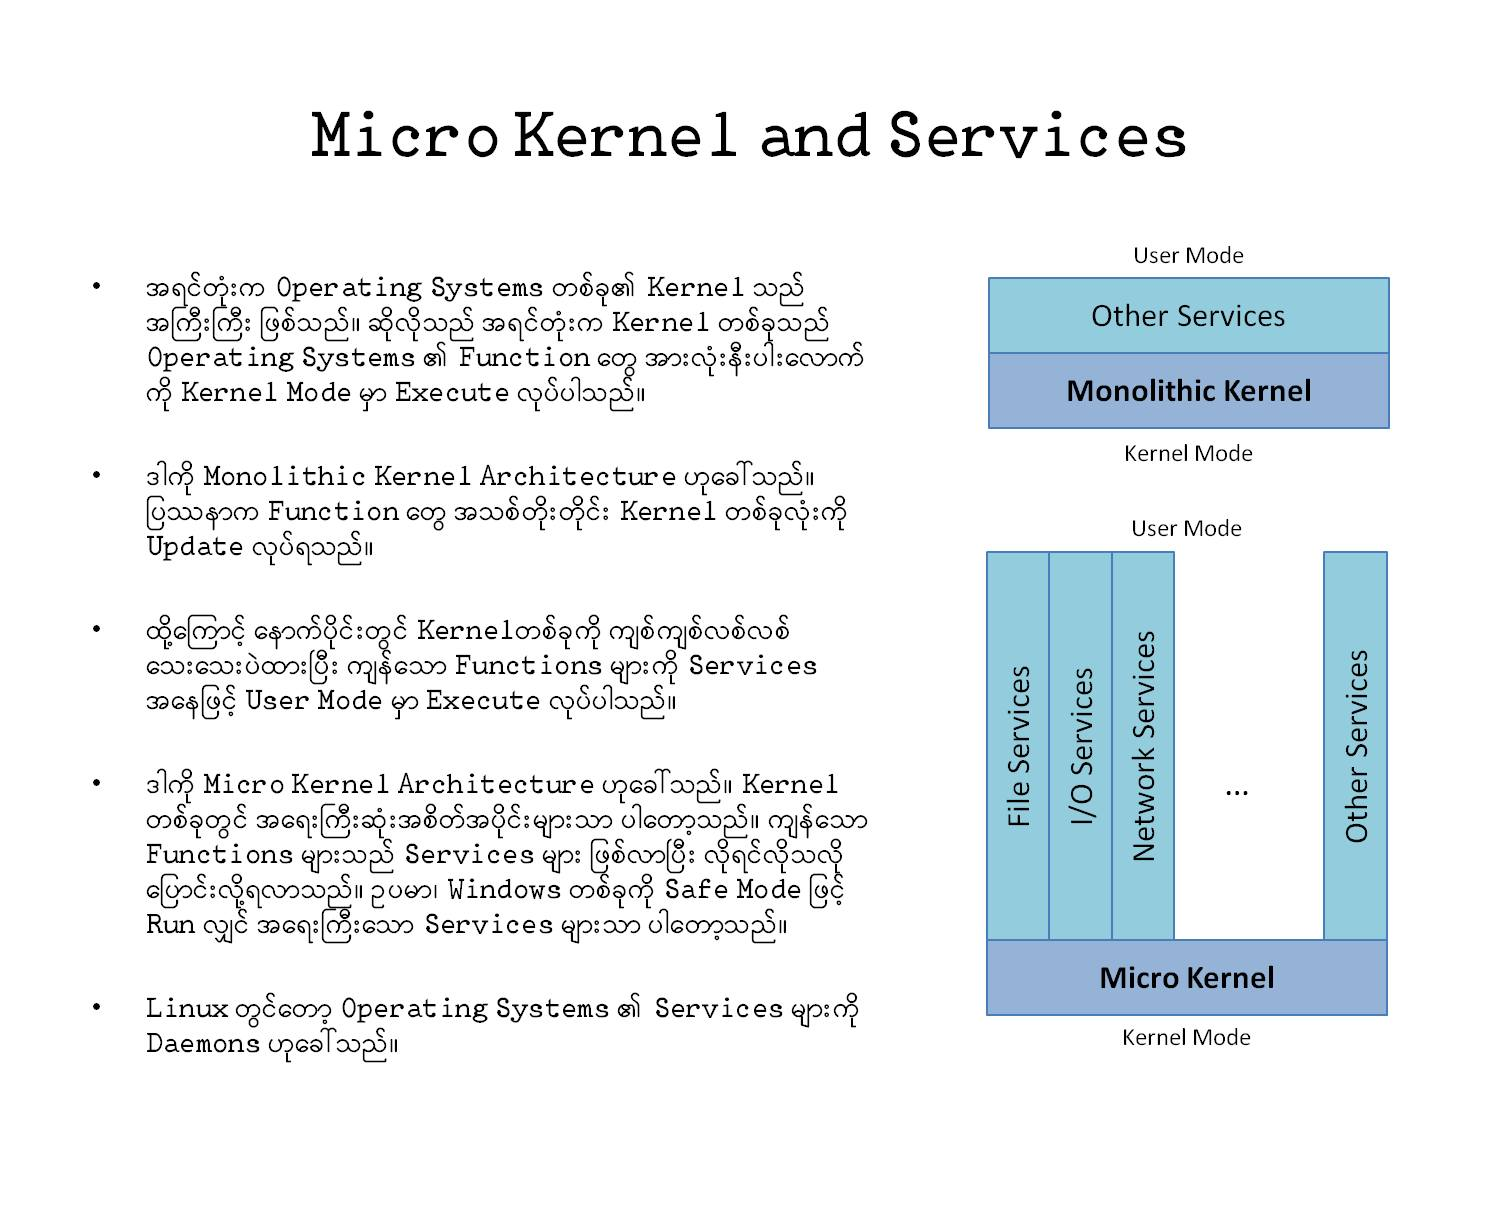 Micro Kernel and Services
• အရင်တုံးက Operating Systems တစ်ခု၏ Kernel သည်
အကြီးကြီး ဖြစ်သည်။ ဆိုလိုသည် အရင်တုံးက Kernel တစ်ခုသည်
Operating Systems ၏ Function တွေ အားလုံးနီးပါးလောက်
ကို Kernel Mode မှာ Execute လုပ်ပါသည်။
• ဒါကို Monolithic Kernel Architecture ဟုခေါ်သည်။
ပြဿနာက Function တွေ အသစ်တိုးတိုင်း Kernel တစ်ခုလုံးကို
Update လုပ်ရသည်။
• ထို့ကြောင့် နောက်ပိုင်းတွင် Kernelတစ်ခုကို ကျစ်ကျစ်လစ်လစ်
သေးသေးပဲထားပြီး ကျန်သော Functions များကို Services
အနေဖြင့် User Mode မှာ Execute လုပ်ပါသည်။
• ဒါကို Micro Kernel Architecture ဟုခေါ်သည်။ Kernel
တစ်ခုတွင် အရေးကြီးဆုံးအစိတ်အပိုင်းများသာ ပါတော့သည်။ ကျန်သော
Functions များသည် Services များ ဖြစ်လာပြီး လိုရင်လိုသလို
ပြောင်းလို့ရလာသည်။ ဥပမာ၊ Windows တစ်ခုကို Safe Mode ဖြင့်
Run လျှင် အရေးကြီးသော Services များသာ ပါတော့သည်။
• Linux တွင်တော့ Operating Systems ၏ Services များကို
Daemons ဟုခေါ်သည်။
User Mode
Other Services
Monolithic Kernel
Kernel Mode
User Mode
File Services
I/O Services
Network Services
...
Other Services
Micro Kernel
Kernel Mode